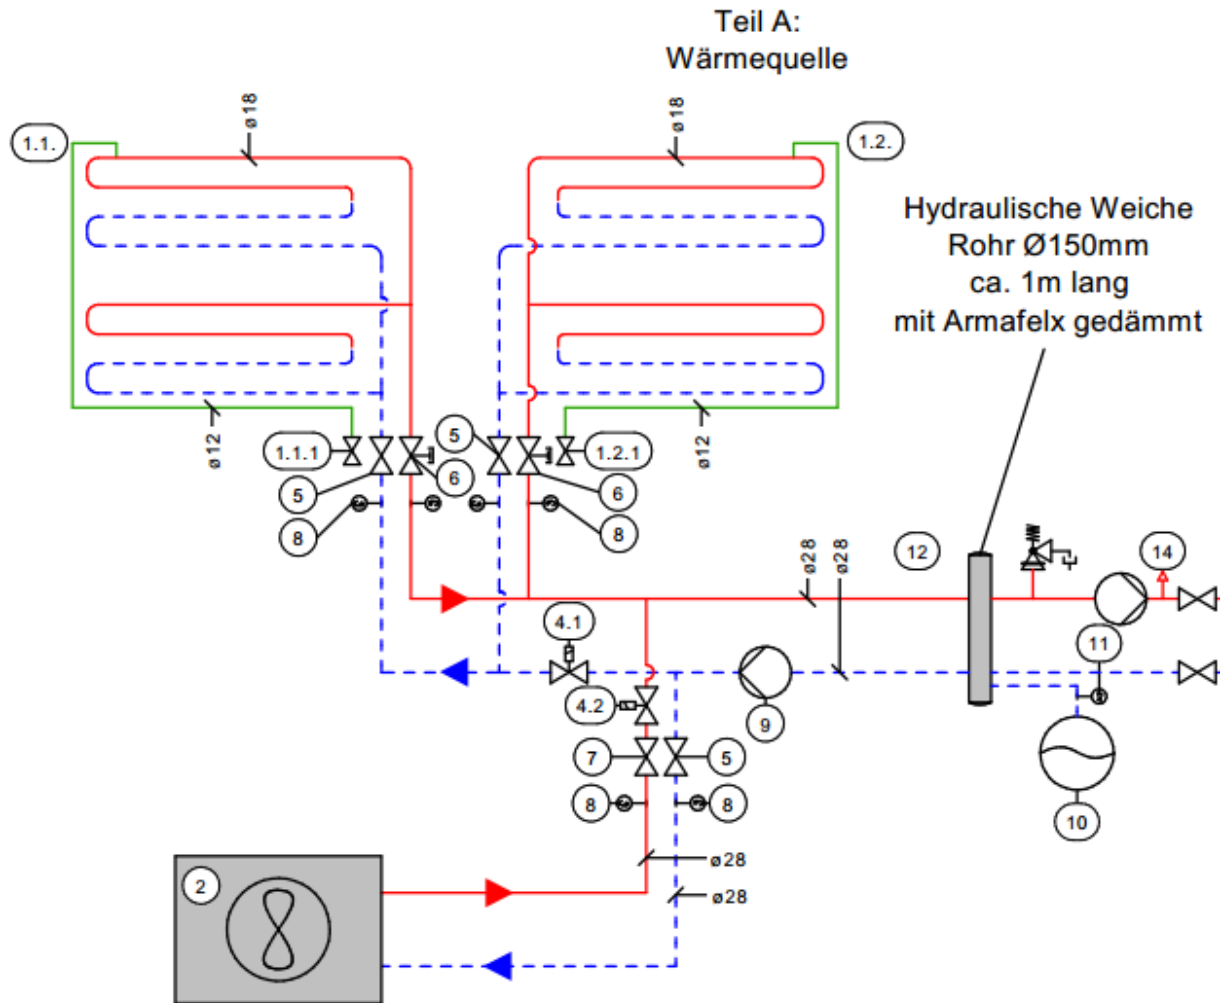 Teil A:
Wärmequelle
ø18
ø18
1.1.
1.2.
Hydraulische Weiche
Rohr Ø150mm
ca. 1m lang
mit Armafelx gedämmt
ø12
ø12
1.1.1
5
1.2.1
5
6
6
8
8
ø28
ø28
12
14
4.1
11
4.2
9
7
5
8
8
10
ø28
2
ø28